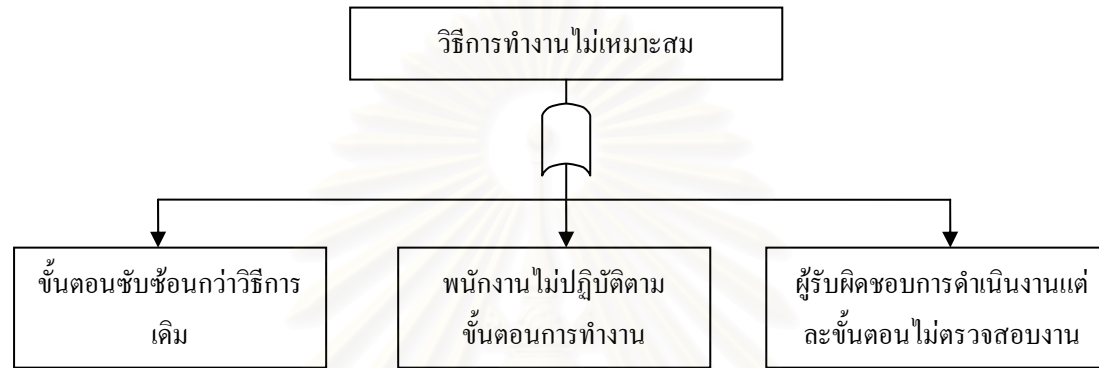 วิธีการทำงานไม่เหมาะสม
ขั้นตอนซับซ้อนกว่าวิธีการ
เดิม
พนักงานไม่ปฏิบัติตาม
ขั้นตอนการทำงาน
ผู้รับผิดชอบการดำเนินงานแต่
ละขั้นตอนไม่ตรวจสอบงาน